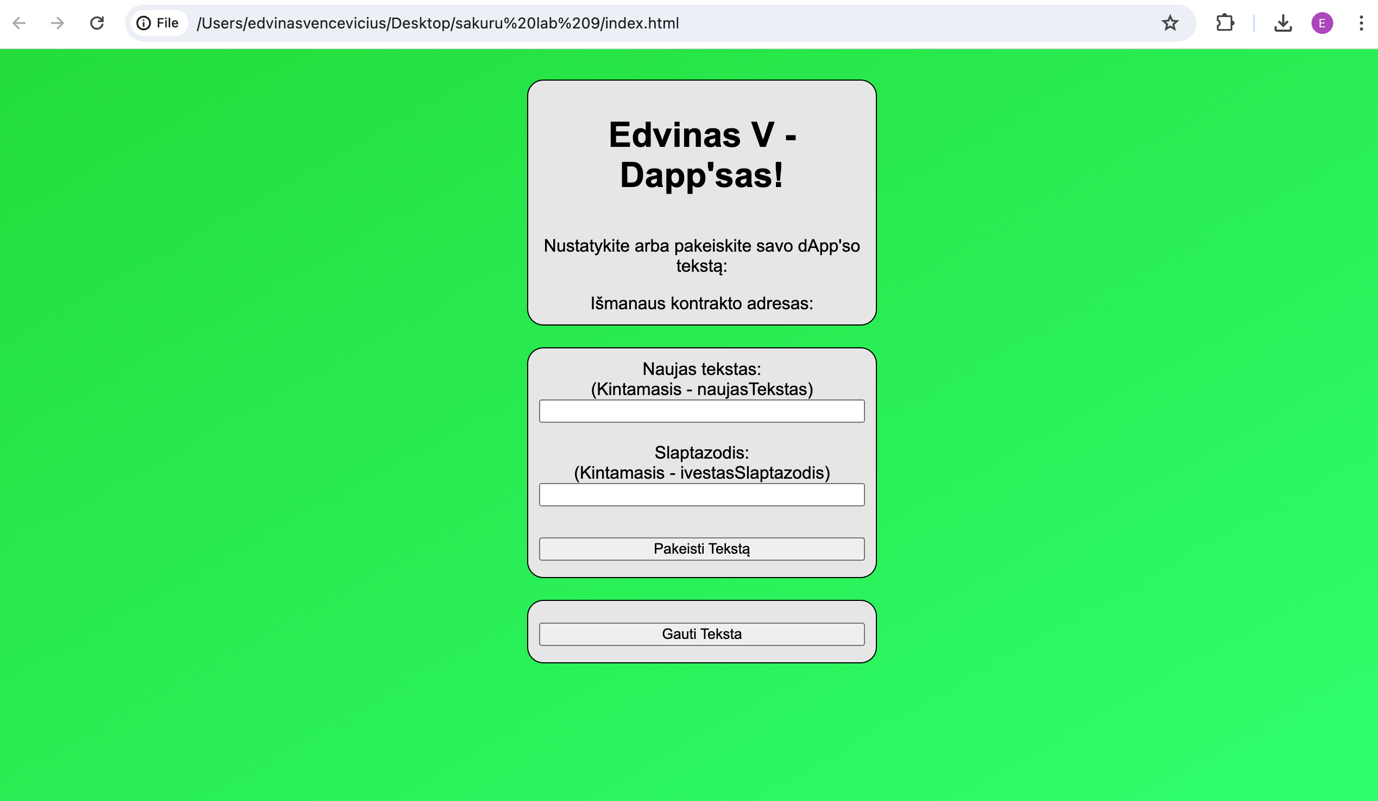 File
/Users/edvinasvencevicius/Desktop/sakuru%20lab%209/index.html
E
Edvinas V -
Dapp'sas!
Nustatykite arba pakeiskite savo dApp'so
tekstą:
Išmanaus kontrakto adresas:
Naujas tekstas:
(Kintamasis - naujasTekstas)
Slaptazodis:
(Kintamasis - ivestasSlaptazodis)
Pakeisti Tekstą
Gauti Teksta